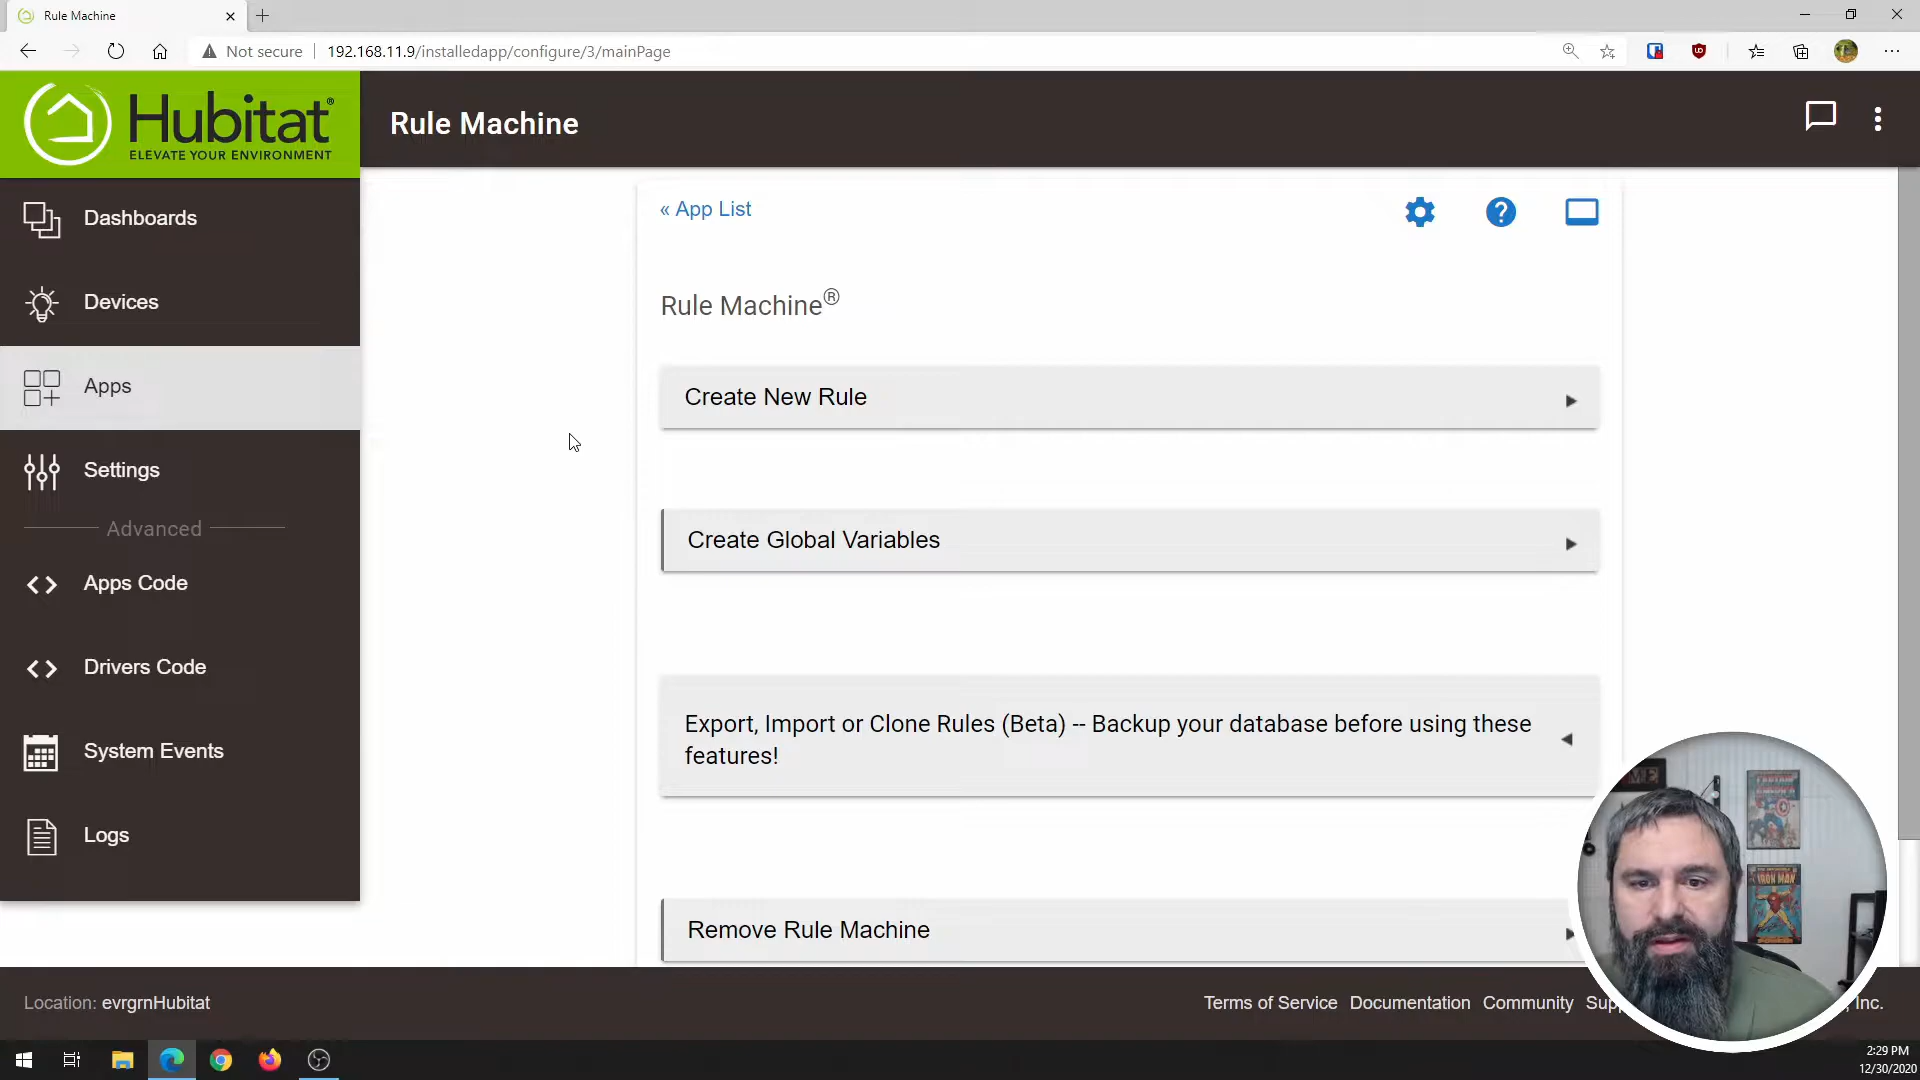 Rule Machine
Not secure
192.168.11.9/installedapp/configure/3/mainPage
Hubitat®
ELEVATE YOUR ENVIRONMENT
Rule Machine
Dashboards
Devices
Apps
Settings
Advanced
Apps Code
Drivers Code
System Events
Logs
« App List
Rule Machine®
Create New Rule
Create Global Variables
Export, Import or Clone Rules (Beta) -- Backup your database before using these
features!
Remove Rule Machine
CAPTAIN
IRON MAN
Location: evrgrnHubitat
Terms of Service Documentation Community
Inc.
2:29 PM
12/30/2020